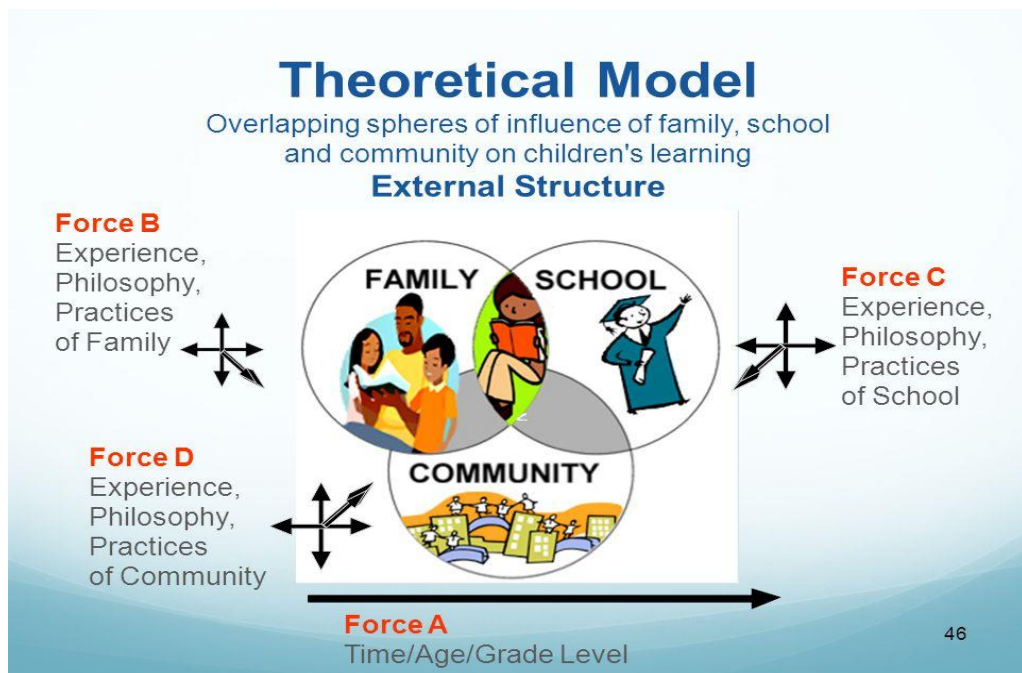 Theoretical Model
Overlapping spheres of influence of family, school
and community on children's learning
External Structure
Force B
Experience,
Philosophy,
Practices
of Family
FAMILY
SCHOOL
Force C
Experience,
Philosophy,
Practices
of School
Force D
Experience,
Philosophy,
Practices
of Community
COMMUNITY
Force A
Time/Age/Grade Level
46